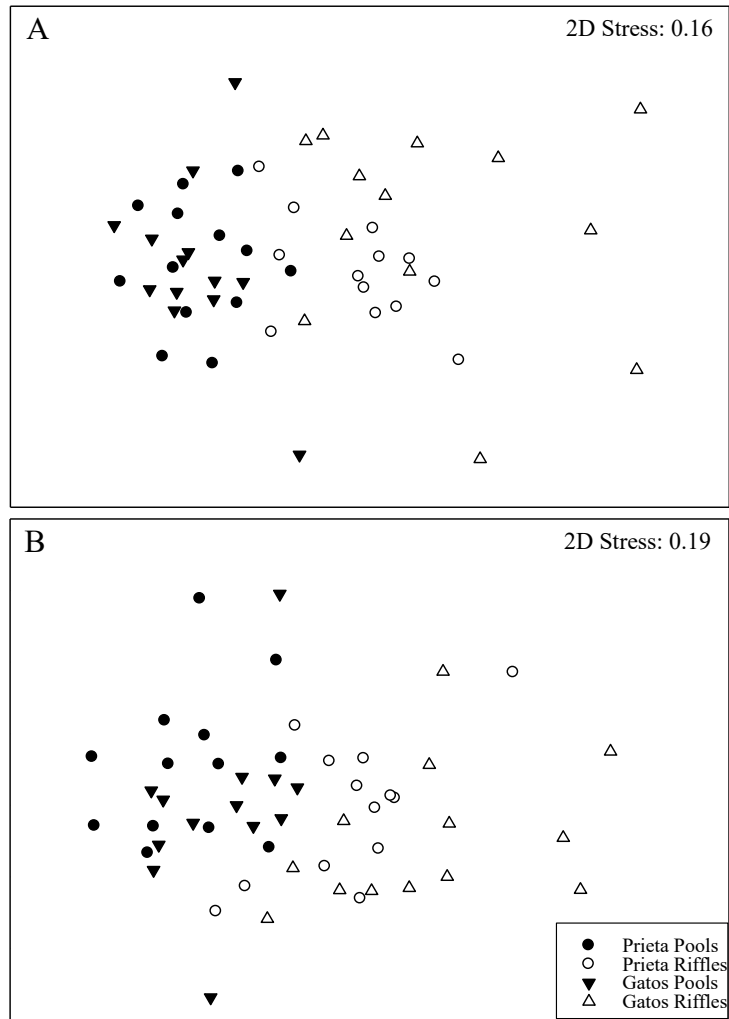 A
2D Stress: 0.16
B
2D Stress: 0.19
Prieta Pools
Prieta Riffles
Gatos Pools
Gatos Riffles